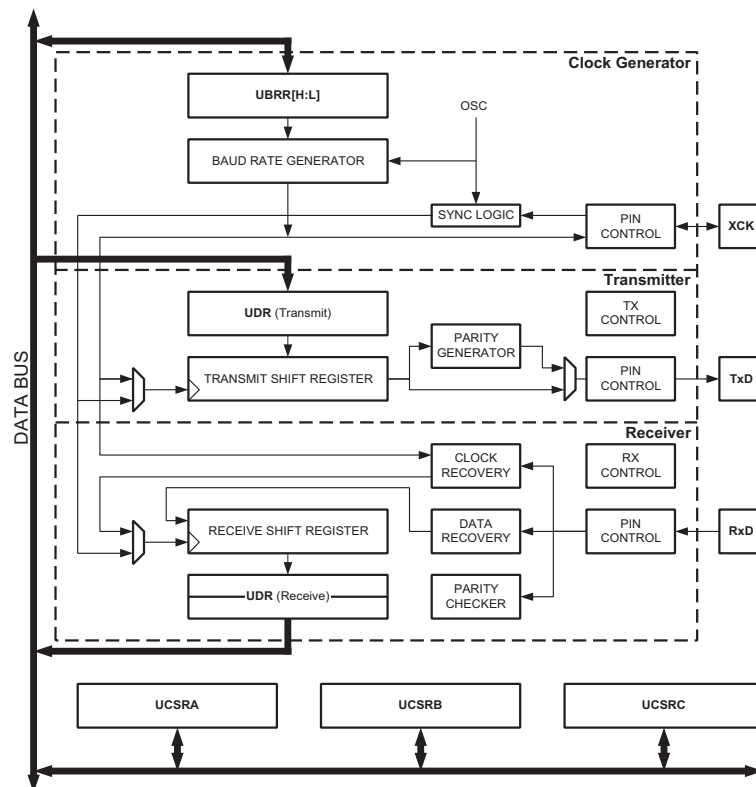 Clock Generator
UBRR[H:L]
OSC
BAUD RATE GENERATOR
SYNC LOGIC
PIN
CONTROL
XCK
Transmitter
UDR (Transmit)
TX
CONTROL
PARITY
GENERATOR
TRANSMIT SHIFT REGISTER
PIN
CONTROL
TxD
DATA BUS
Receiver
CLOCK
RECOVERY
RX
CONTROL
RECEIVE SHIFT REGISTER
DATA
RECOVERY
PIN
CONTROL
RxD
UDR (Receive)
PARITY
CHECKER
UCSRA
UCSRB
UCSRC